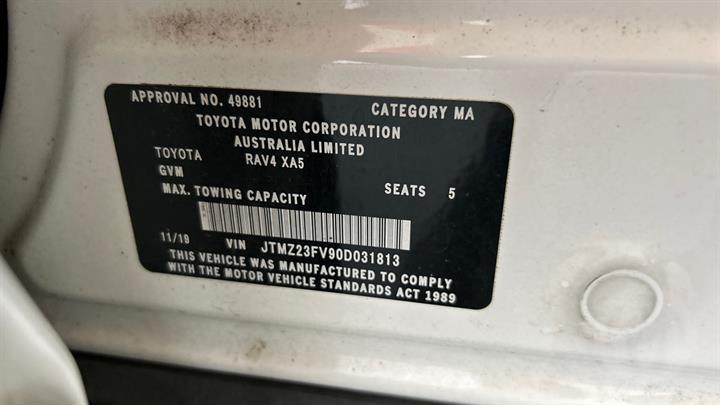 APPROVAL NO. 49881 CATEGORY MA
TOYOTA MOTOR CORPORATION
AUSTRALIA LIMITED
TOYOTA RAV4 XA5
GVM SEATS 5
MAX. TOWING CAPACITY
11/19 VIN JTMZ23FV90D031813
THIS VEHICLE WAS MANUFACTURED TO COMPLY
WITH THE MOTOR VEHICLE STANDARDS ACT 1989